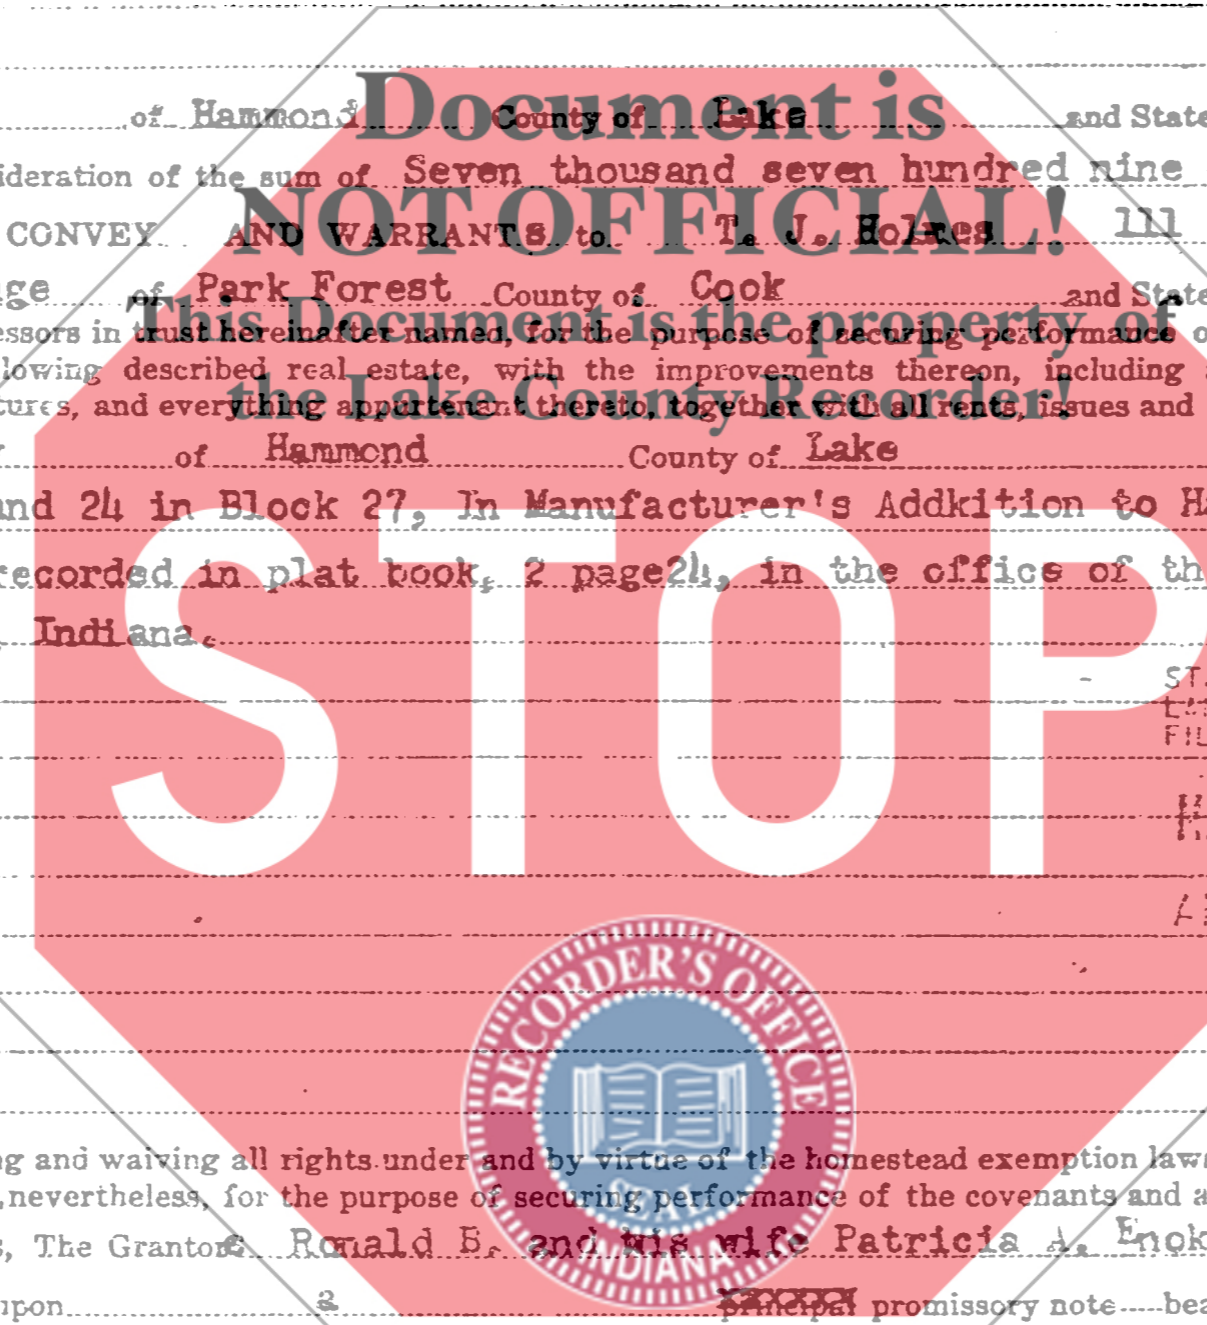 Document is
of Hammond County of Lake and State
ideration of the sum of Seven thousand seven hundred nine
NOT OFFICIAL!
CONVEY AND WARRANTS to T. J. Holmes 111
ge of Park Forest County of Cook and State
This Document is the property of
essors in trust hereinafter named, for the purpose of securing performance o
lowing described real estate, with the improvements thereon, including
the Lake County Recorder!
tures, and everything appurtenant thereto, together with all rents, issues and
of Hammond County of Lake
and 24 in Block 27, In Manufacturer's Addkition to Ha
STOP
recorded in plat book, 2 page24, in the office of th
Indiana.
ST
FIL
RECORDER'S OFFICE
g and waiving all rights under and by virtue of the homestead exemption laws
, nevertheless, for the purpose of securing performance of the covenants and a
SEAL
s, The Grantors Ronald B. and his wife Patricia A. Enok
INDIANA
upon a principal promissory note bea